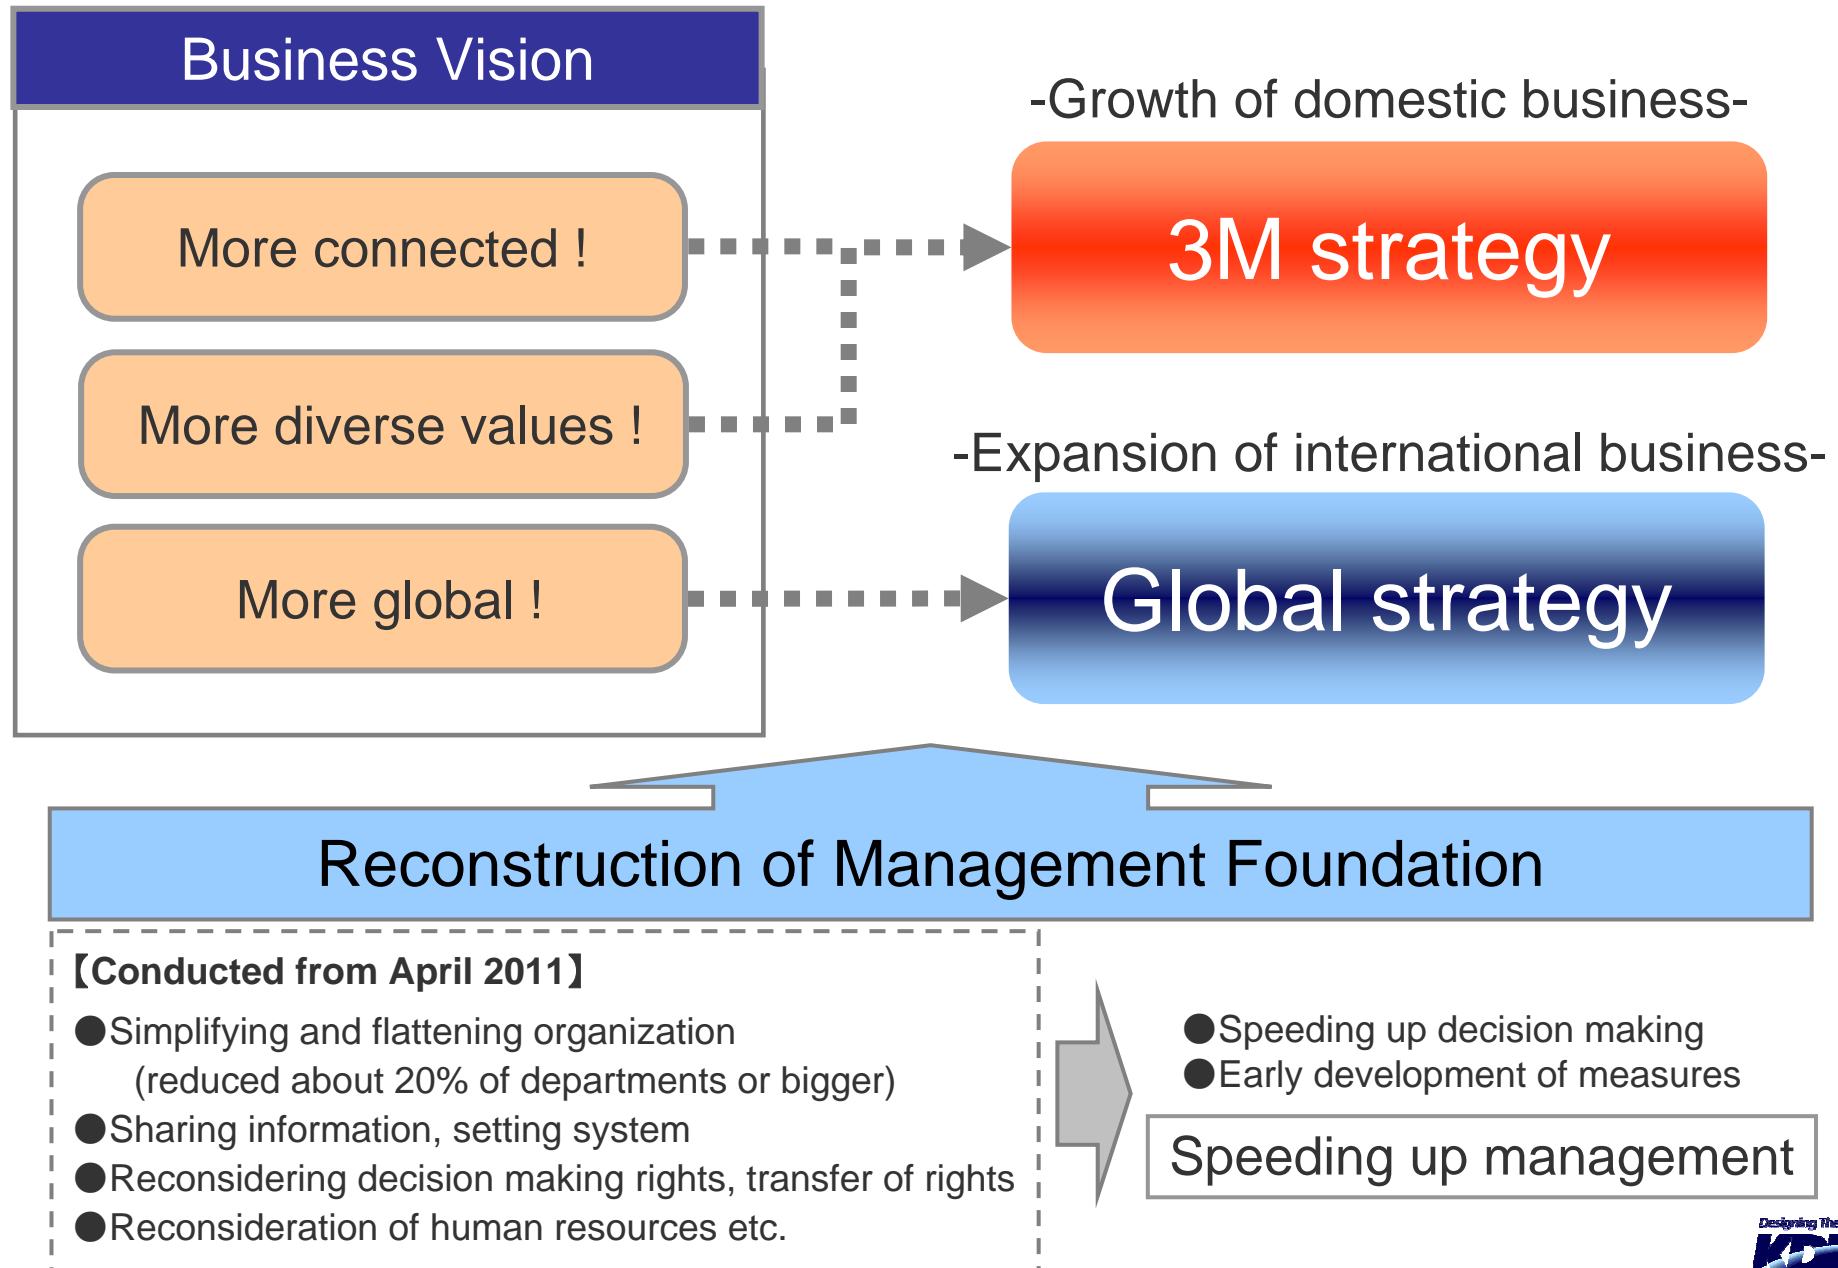 Business Vision
More connected !
More diverse values !
More global !
-Growth of domestic business-
3M strategy
-Expansion of international business-
Global strategy
Reconstruction of Management Foundation
【Conducted from April 2011】
●Simplifying and flattening organization
(reduced about 20% of departments or bigger)
●Sharing information, setting system
●Reconsidering decision making rights, transfer of rights
●Reconsideration of human resources etc.
●Speeding up decision making
●Early development of measures
Speeding up management
Designing The